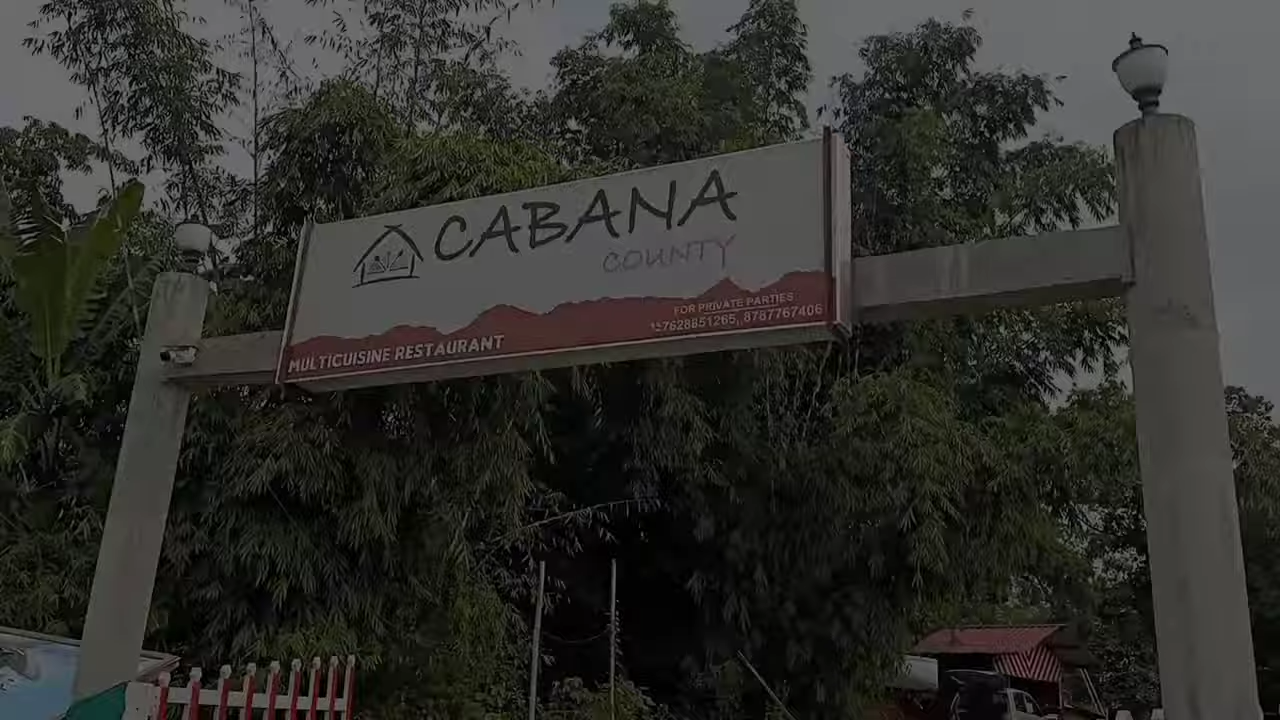 CABANA
COUNTY
FOR PRIVATE PARTIES
7628851265, 8787767406
MULTICUISINE RESTAURANT